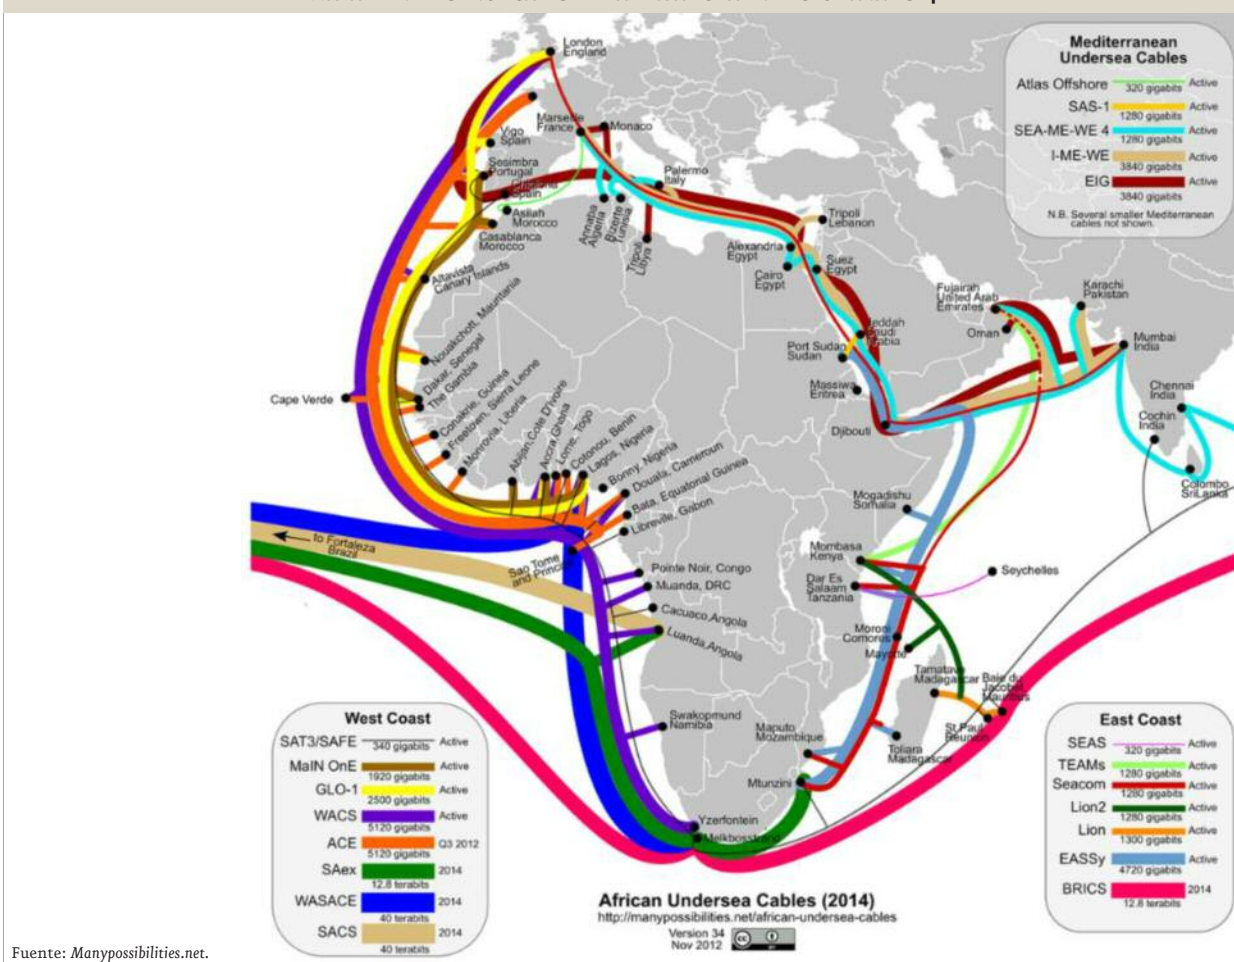 London
England
Vigo
Spain
Sesimbra
Portugal
Spain
Marseille
France
Monaco
Palermo
Italy
Asilah
Morocco
Casablanca
Morocco
Annaba
Algeria
Bizerte
Tunisia
Tripoli
Libya
Tripoli
Lebanon
Alexandria
Egypt
Cairo
Egypt
Suez
Egypt
Altavista
Canary Islands
Nouakchott, Mauritania
Dakar, Senegal
The Gambia
Cape Verde
Conakrie, Guinea
Freetown, Sierra Leone
Monrovia, Liberia
Abijan, Cote D'ivoire
Accra, Ghana
Lome, Togo
Cotonou, Benin
Lagos, Nigeria
Bonny, Nigeria
Douala, Cameroun
Bata, Equatorial Guinea
Libreville, Gabon
to Fortaleza
Brazil
Sao Tome
and Principe
Pointe Noir, Congo
Muanda, DRC
Cacuaco,Angola
Luanda,Angola
Swakopmund
Namibia
Yzerfontein
Melkbosstrand
Mtunzini
Maputo
Mozambique
Jeddah
Saudi
Arabia
Port Sudan
Sudan
Massiwa
Eritrea
Djibouti
Fujairah
United Arab
Emirates
Oman
Karachi
Pakistan
Mumbai
India
Chennai
India
Cochin
India
Colombo
SriLanka
Mogadishu
Somalia
Mombasa
Kenya
Dar Es
Salaam
Tanzania
Seychelles
Moroni
Comores
Mayotte
Tamatave
Madagascar
Baie du
Jacobet
Mauritius
St Paul
Reunion
Toliara
Madagascar
Mediterranean
Undersea Cables
Atlas Offshore 320 gigabits Active
SAS-1 1280 gigabits Active
SEA-ME-WE 4 1280 gigabits Active
I-ME-WE 3840 gigabits Active
EIG 3840 gigabits Active
N.B. Several smaller Mediterranean
cables not shown.
West Coast
SAT3/SAFE 340 gigabits Active
MaIN OnE 1920 gigabits Active
GLO-1 2500 gigabits Active
WACS 5120 gigabits Active
ACE 5120 gigabits Q3 2012
SAex 12.8 terabits 2014
WASACE 40 terabits 2014
SACS 40 terabits 2014
East Coast
SEAS 320 gigabits Active
TEAMs 1280 gigabits Active
Seacom 1280 gigabits Active
Lion2 1280 gigabits Active
Lion 1300 gigabits Active
EASSy 4720 gigabits Active
BRICS 12.8 terabits 2014
African Undersea Cables (2014)
http://manypossibilities.net/african-undersea-cables
Version 34
Nov 2012
cc
Fuente: Manypossibilities.net.